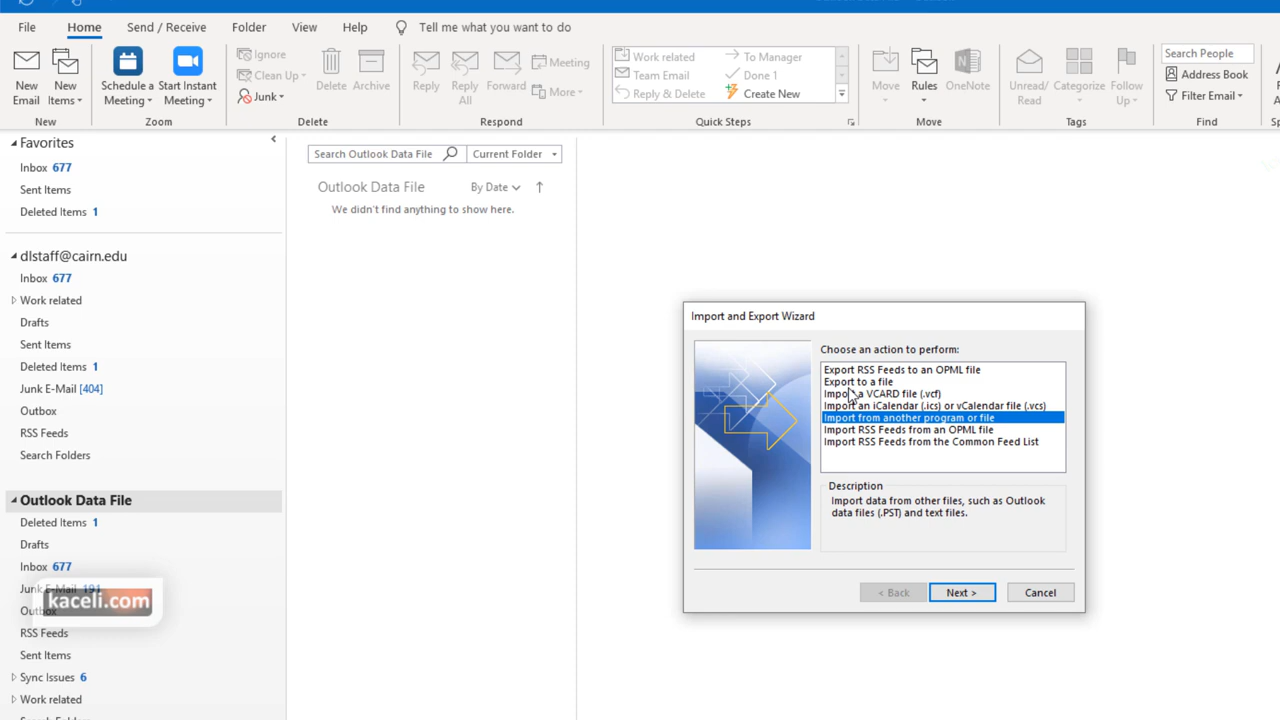 File Home Send / Receive Folder View Help Tell me what you want to do
New Email
New Items
New
Schedule a Meeting
Start Instant Meeting
Zoom
Ignore
Clean Up
Junk
Delete
Archive
Delete
Reply
Reply All
Forward
Meeting
More
Respond
Work related
Team Email
Reply & Delete
To Manager
Done 1
Create New
Quick Steps
Move
Rules
OneNote
Move
Unread/ Read
Categorize
Follow Up
Tags
Search People
Address Book
Filter Email
Find
Favorites
Inbox 677
Sent Items
Deleted Items 1
dlstaff@cairn.edu
Inbox 677
Work related
Drafts
Sent Items
Deleted Items 1
Junk E-Mail [404]
Outbox
RSS Feeds
Search Folders
Outlook Data File
Deleted Items 1
Drafts
Inbox 677
Junk E-Mail 191
kaceli.com
Outbox
RSS Feeds
Sent Items
Sync Issues 6
Work related
Search Outlook Data File Current Folder
Outlook Data File By Date
We didn't find anything to show here.
Import and Export Wizard
Choose an action to perform:
Export RSS Feeds to an OPML file
Export to a file
Import a VCARD file (.vcf)
Import an iCalendar (.ics) or vCalendar file (.vcs)
Import from another program or file
Import RSS Feeds from an OPML file
Import RSS Feeds from the Common Feed List
Description
Import data from other files, such as Outlook
data files (.PST) and text files.
< Back Next > Cancel